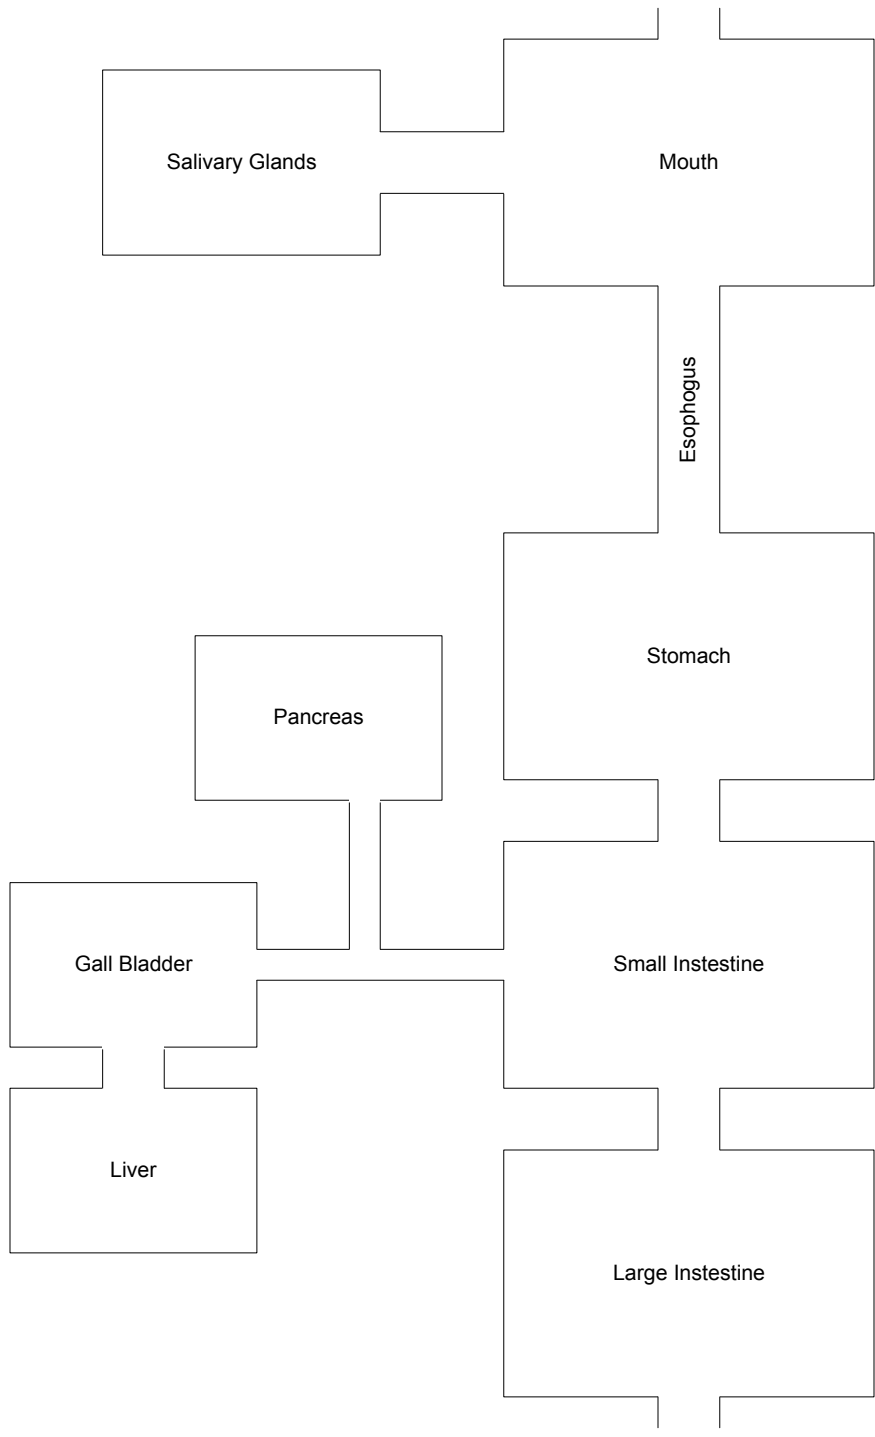 Salivary Glands
Mouth
Esophogus
Stomach
Pancreas
Gall Bladder
Small Instestine
Liver
Large Instestine